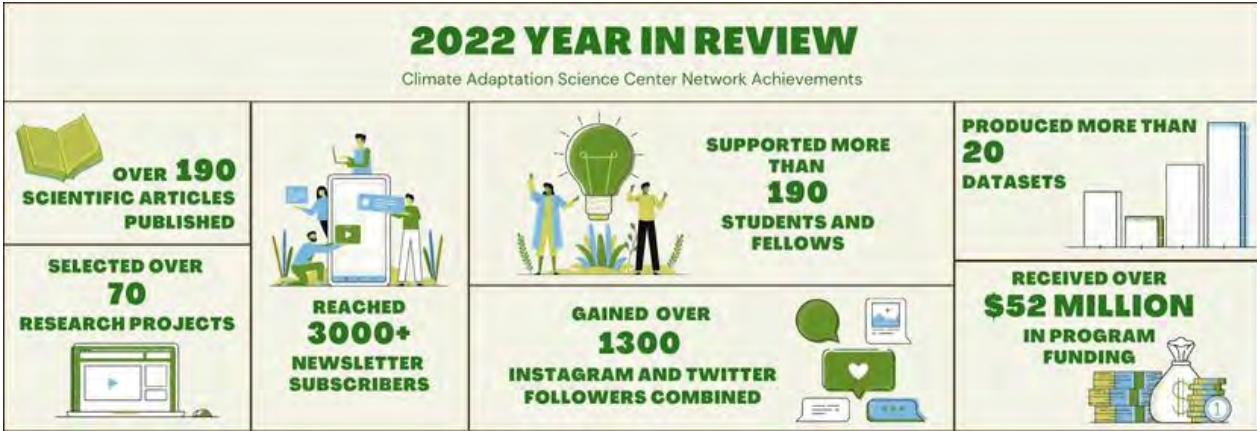 2022 YEAR IN REVIEW
Climate Adaptation Science Center Network Achievements
OVER 190
SCIENTIFIC ARTICLES
PUBLISHED
SELECTED OVER
70
RESEARCH PROJECTS
REACHED
3000+
NEWSLETTER
SUBSCRIBERS
SUPPORTED MORE
THAN
190
STUDENTS AND
FELLOWS
GAINED OVER
1300
INSTAGRAM AND TWITTER
FOLLOWERS COMBINED
PRODUCED MORE THAN
20
DATASETS
RECEIVED OVER
$52 MILLION
IN PROGRAM
FUNDING
$
1